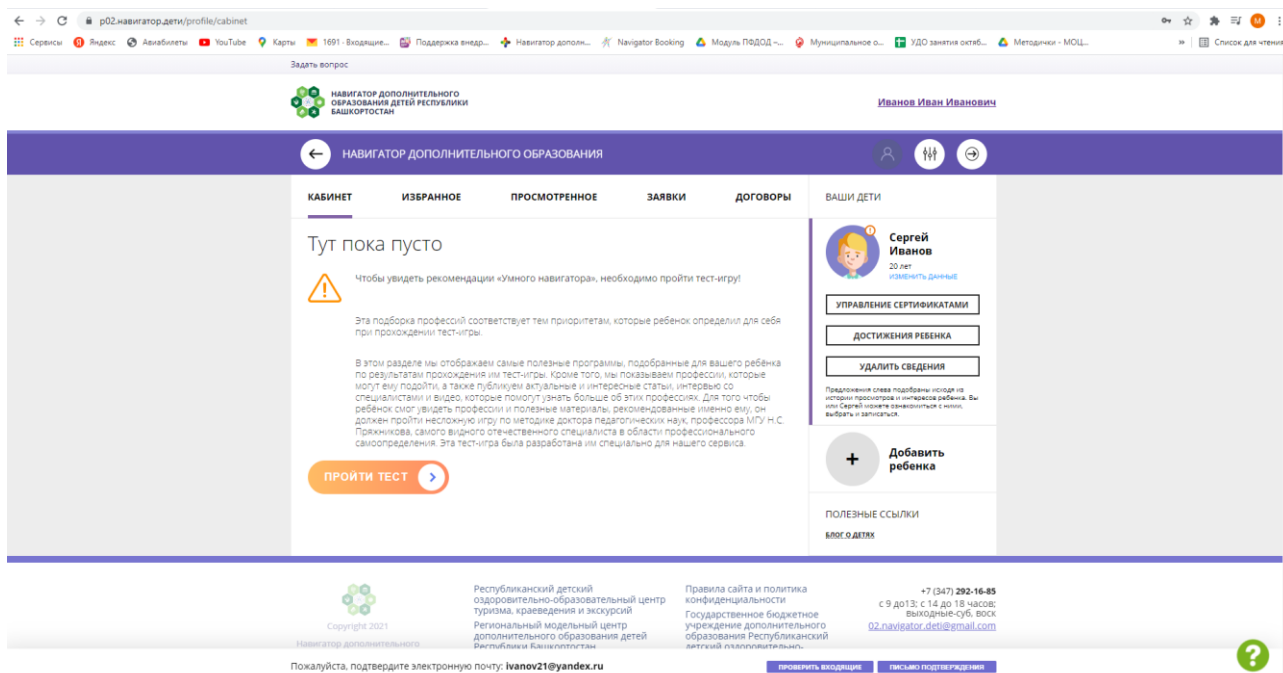 p02.навигатор.дети/profile/cabinet
Сервисы Яндекс Авиабилеты YouTube Карты 1691 - Входящие... Поддержка внедр... Навигатор дополн... Navigator Booking Модуль ПФДОД –... Муниципальное о... УДО занятия октяб... Методички – МОЦ... » Список для чтения
Задать вопрос
НАВИГАТОР ДОПОЛНИТЕЛЬНОГО
ОБРАЗОВАНИЯ ДЕТЕЙ РЕСПУБЛИКИ
БАШКОРТОСТАН
Иванов Иван Иванович
НАВИГАТОР ДОПОЛНИТЕЛЬНОГО ОБРАЗОВАНИЯ
КАБИНЕТ ИЗБРАННОЕ ПРОСМОТРЕННОЕ ЗАЯВКИ ДОГОВОРЫ
Тут пока пусто
Чтобы увидеть рекомендации «Умного навигатора», необходимо пройти тест-игру!
Эта подборка профессий соответствует тем приоритетам, которые ребенок определил для себя
при прохождении тест-игры.
В этом разделе мы отображаем самые полезные программы, подобранные для вашего ребёнка
по результатам прохождения им тест-игры. Кроме того, мы показываем профессии, которые
могут ему подойти, а также публикуем актуальные и интересные статьи, интервью со
специалистами и видео, которые помогут узнать больше об этих профессиях. Для того чтобы
ребёнок смог увидеть профессии и полезные материалы, рекомендованные именно ему, он
должен пройти несложную игру по методике доктора педагогических наук, профессора МГУ Н.С.
Пряжникова, самого видного отечественного специалиста в области профессионального
самоопределения. Эта тест-игра была разработана им специально для нашего сервиса.
ПРОЙТИ ТЕСТ
ВАШИ ДЕТИ
Сергей
Иванов
20 лет
ИЗМЕНИТЬ ДАННЫЕ
УПРАВЛЕНИЕ СЕРТИФИКАТАМИ
ДОСТИЖЕНИЯ РЕБЕНКА
УДАЛИТЬ СВЕДЕНИЯ
Предложения слева подобраны исходя из
истории просмотров и интересов ребенка. Вы
или Сергей можете ознакомиться с ними,
выбрать и записаться.
+
Добавить
ребенка
ПОЛЕЗНЫЕ ССЫЛКИ
БЛОГ О ДЕТЯХ
Copyright 2021
Навигатор дополнительного
Республиканский детский
оздоровительно-образовательный центр
туризма, краеведения и экскурсий
Региональный модельный центр
дополнительного образования детей
Республики Башкортостан
Правила сайта и политика
конфиденциальности
Государственное бюджетное
учреждение дополнительного
образования Республиканский
детский оздоровительно-
+7 (347) 292-16-85
с 9 до13; с 14 до 18 часов;
выходные-суб, воск
02.navigator.deti@gmail.com
Пожалуйста, подтвердите электронную почту: ivanov21@yandex.ru
ПРОВЕРИТЬ ВХОДЯЩИЕ ПИСЬМО ПОДТВЕРЖДЕНИЯ
?